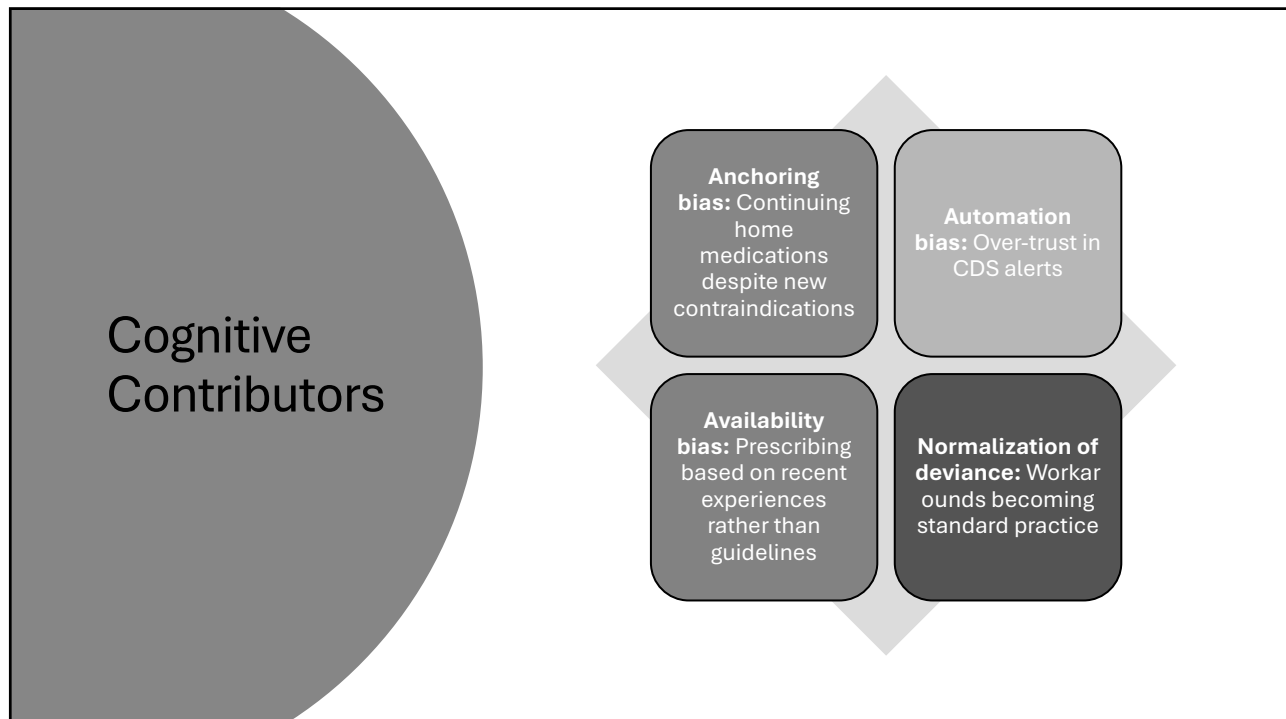 Cognitive
Contributors
Anchoring
bias: Continuing
home
medications
despite new
contraindications
Automation
bias: Over-trust in
CDS alerts
Availability
bias: Prescribing
based on recent
experiences
rather than
guidelines
Normalization of
deviance: Workar
ounds becoming
standard practice